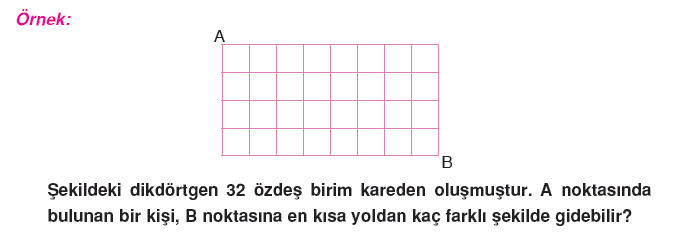 Örnek:
A
B
Şekildeki dikdörtgen 32 özdeş birim kareden oluşmuştur. A noktasında
bulunan bir kişi, B noktasına en kısa yoldan kaç farklı şekilde gidebilir?